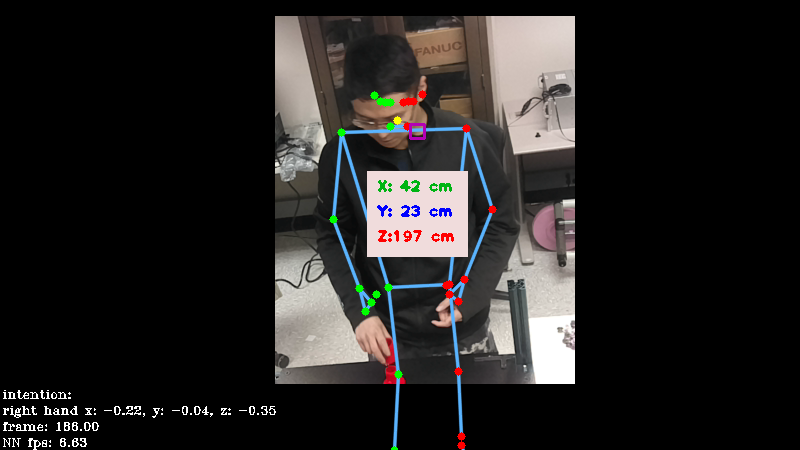 FANUC
X: 42 cm
Y: 23 cm
Z:197 cm
intention:
right hand x: -0.22, y: -0.04, z: -0.35
frame: 186.00
NN fps: 6.63